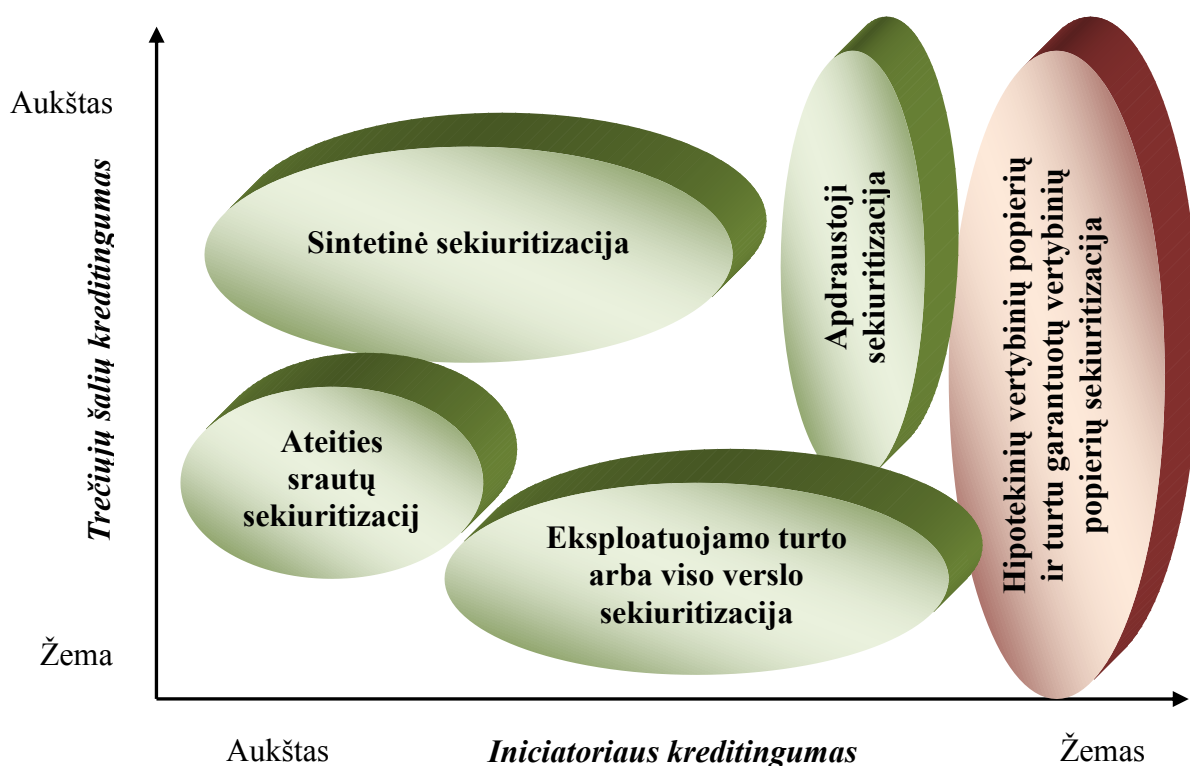 Aukštas
Trečiųjų šalių kreditingumas
Žema
Sintetinė sekiuritizacija
Apdraustoji
sekiuritizacija
Hipotekinių vertybinių popierių
ir turtu garantuotų vertybinių
popierių sekiuritizacija
Ateities
srautų
sekiuritizacij
Eksploatuojamo turto
arba viso verslo
sekiuritizacija
Aukštas
Iniciatoriaus kreditingumas
Žemas